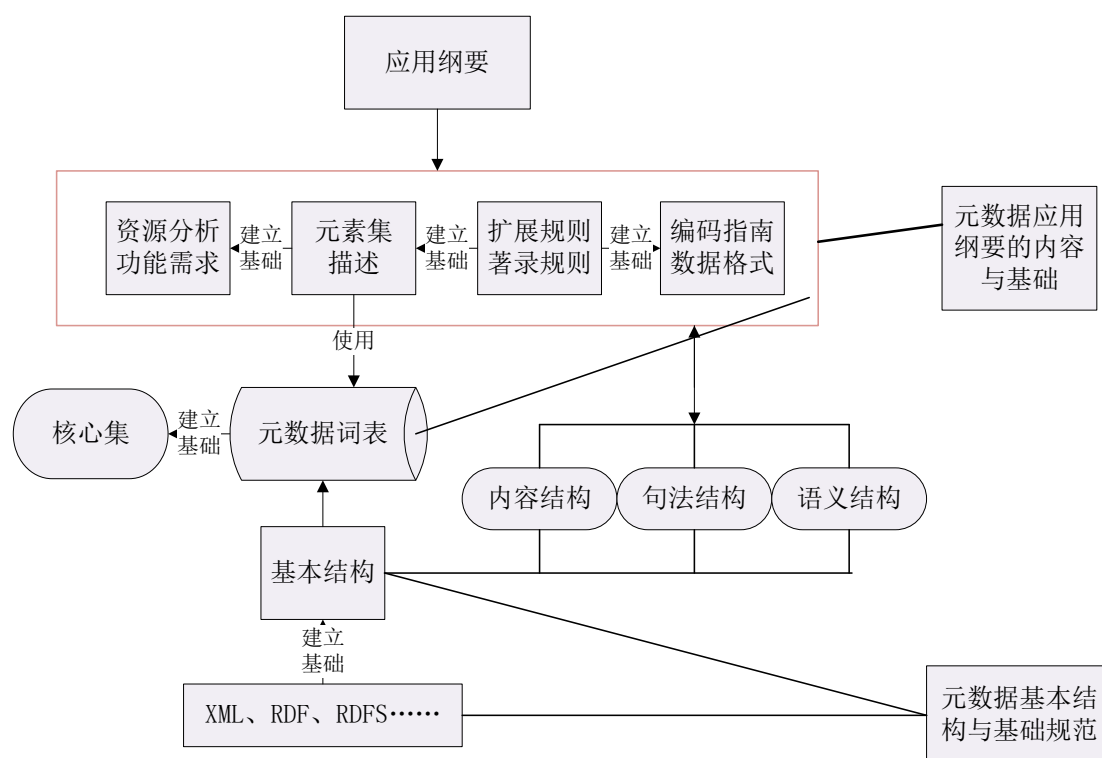 应用纲要
资源分析
功能需求
建立
基础
元素集
描述
建立
基础
扩展规则
著录规则
建立
基础
编码指南
数据格式
元数据应用
纲要的内容
与基础
使用
核心集
建立
基础
元数据词表
内容结构
句法结构
语义结构
基本结构
建立
基础
XML、RDF、RDFS……
元数据基本结
构与基础规范